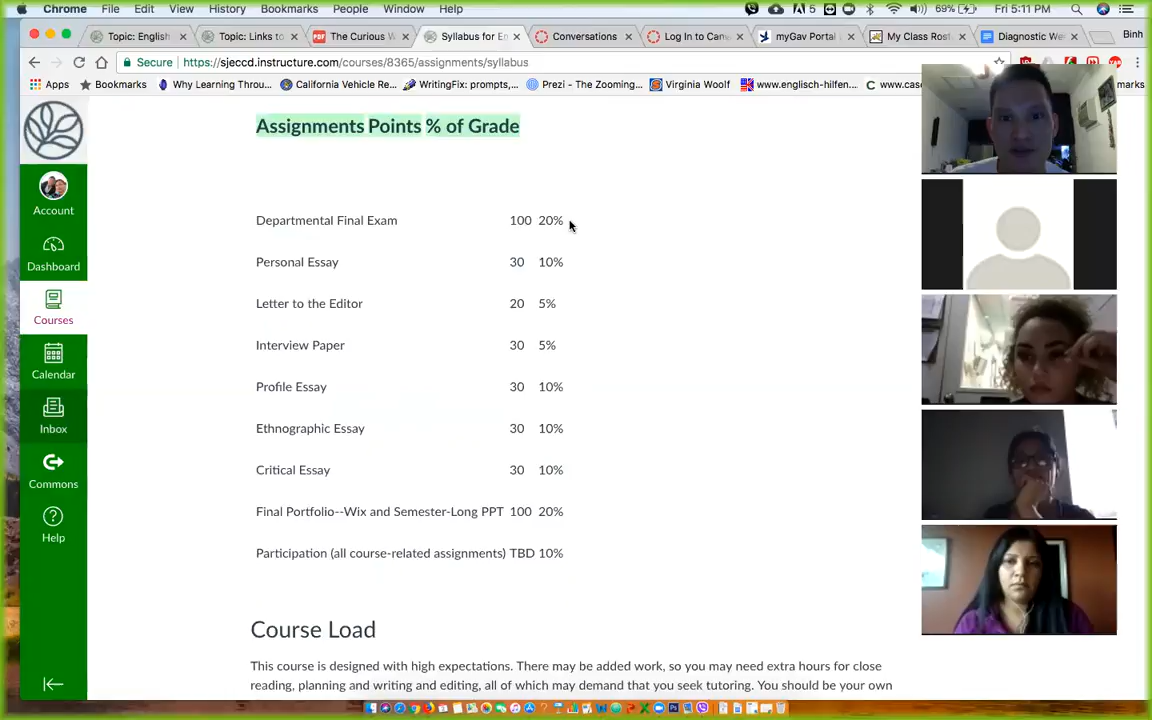 Chrome File Edit View History Bookmarks People Window Help 5 69% Fri 5:11 PM
Topic: English Topic: Links to The Curious W Syllabus for En Conversations Log In to Can myGav Portal My Class Rost Diagnostic We Binh
Secure https://sjeccd.instructure.com/courses/8365/assignments/syllabus
Apps Bookmarks Why Learning Throu... California Vehicle Re... WritingFix: prompts,... Prezi - The Zooming... Virginia Woolf www.englisch-hilfen... www.case marks
Assignments Points % of Grade
Departmental Final Exam 100 20%
Account
Dashboard
Personal Essay 30 10%
Letter to the Editor 20 5%
Courses
Interview Paper 30 5%
Calendar
Profile Essay 30 10%
Inbox
Ethnographic Essay 30 10%
Critical Essay 30 10%
Commons
Final Portfolio--Wix and Semester-Long PPT 100 20%
Help
Participation (all course-related assignments) TBD 10%
Course Load
This course is designed with high expectations. There may be added work, so you may need extra hours for close
reading, planning and writing and editing, all of which may demand that you seek tutoring. You should be your own